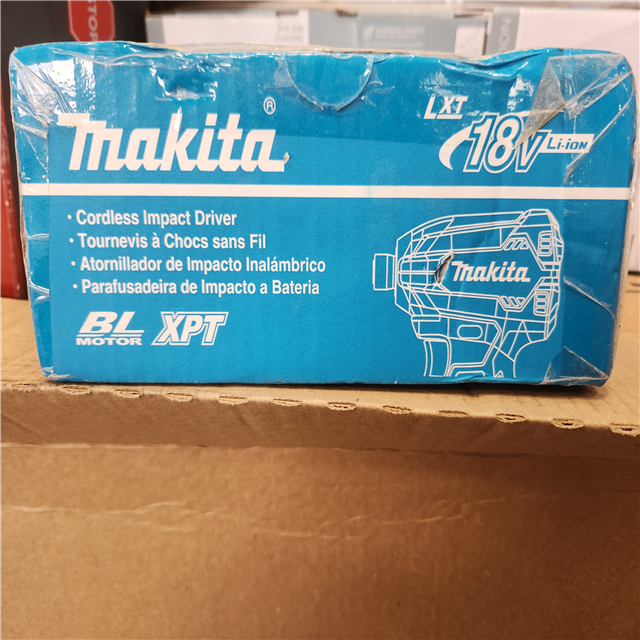 makita®
LXT
18V Li-ion
• Cordless Impact Driver
• Tournevis à Chocs sans Fil
• Atornillador de Impacto Inalámbrico
• Parafusadeira de Impacto a Bateria
makita
BL XPT
MOTOR